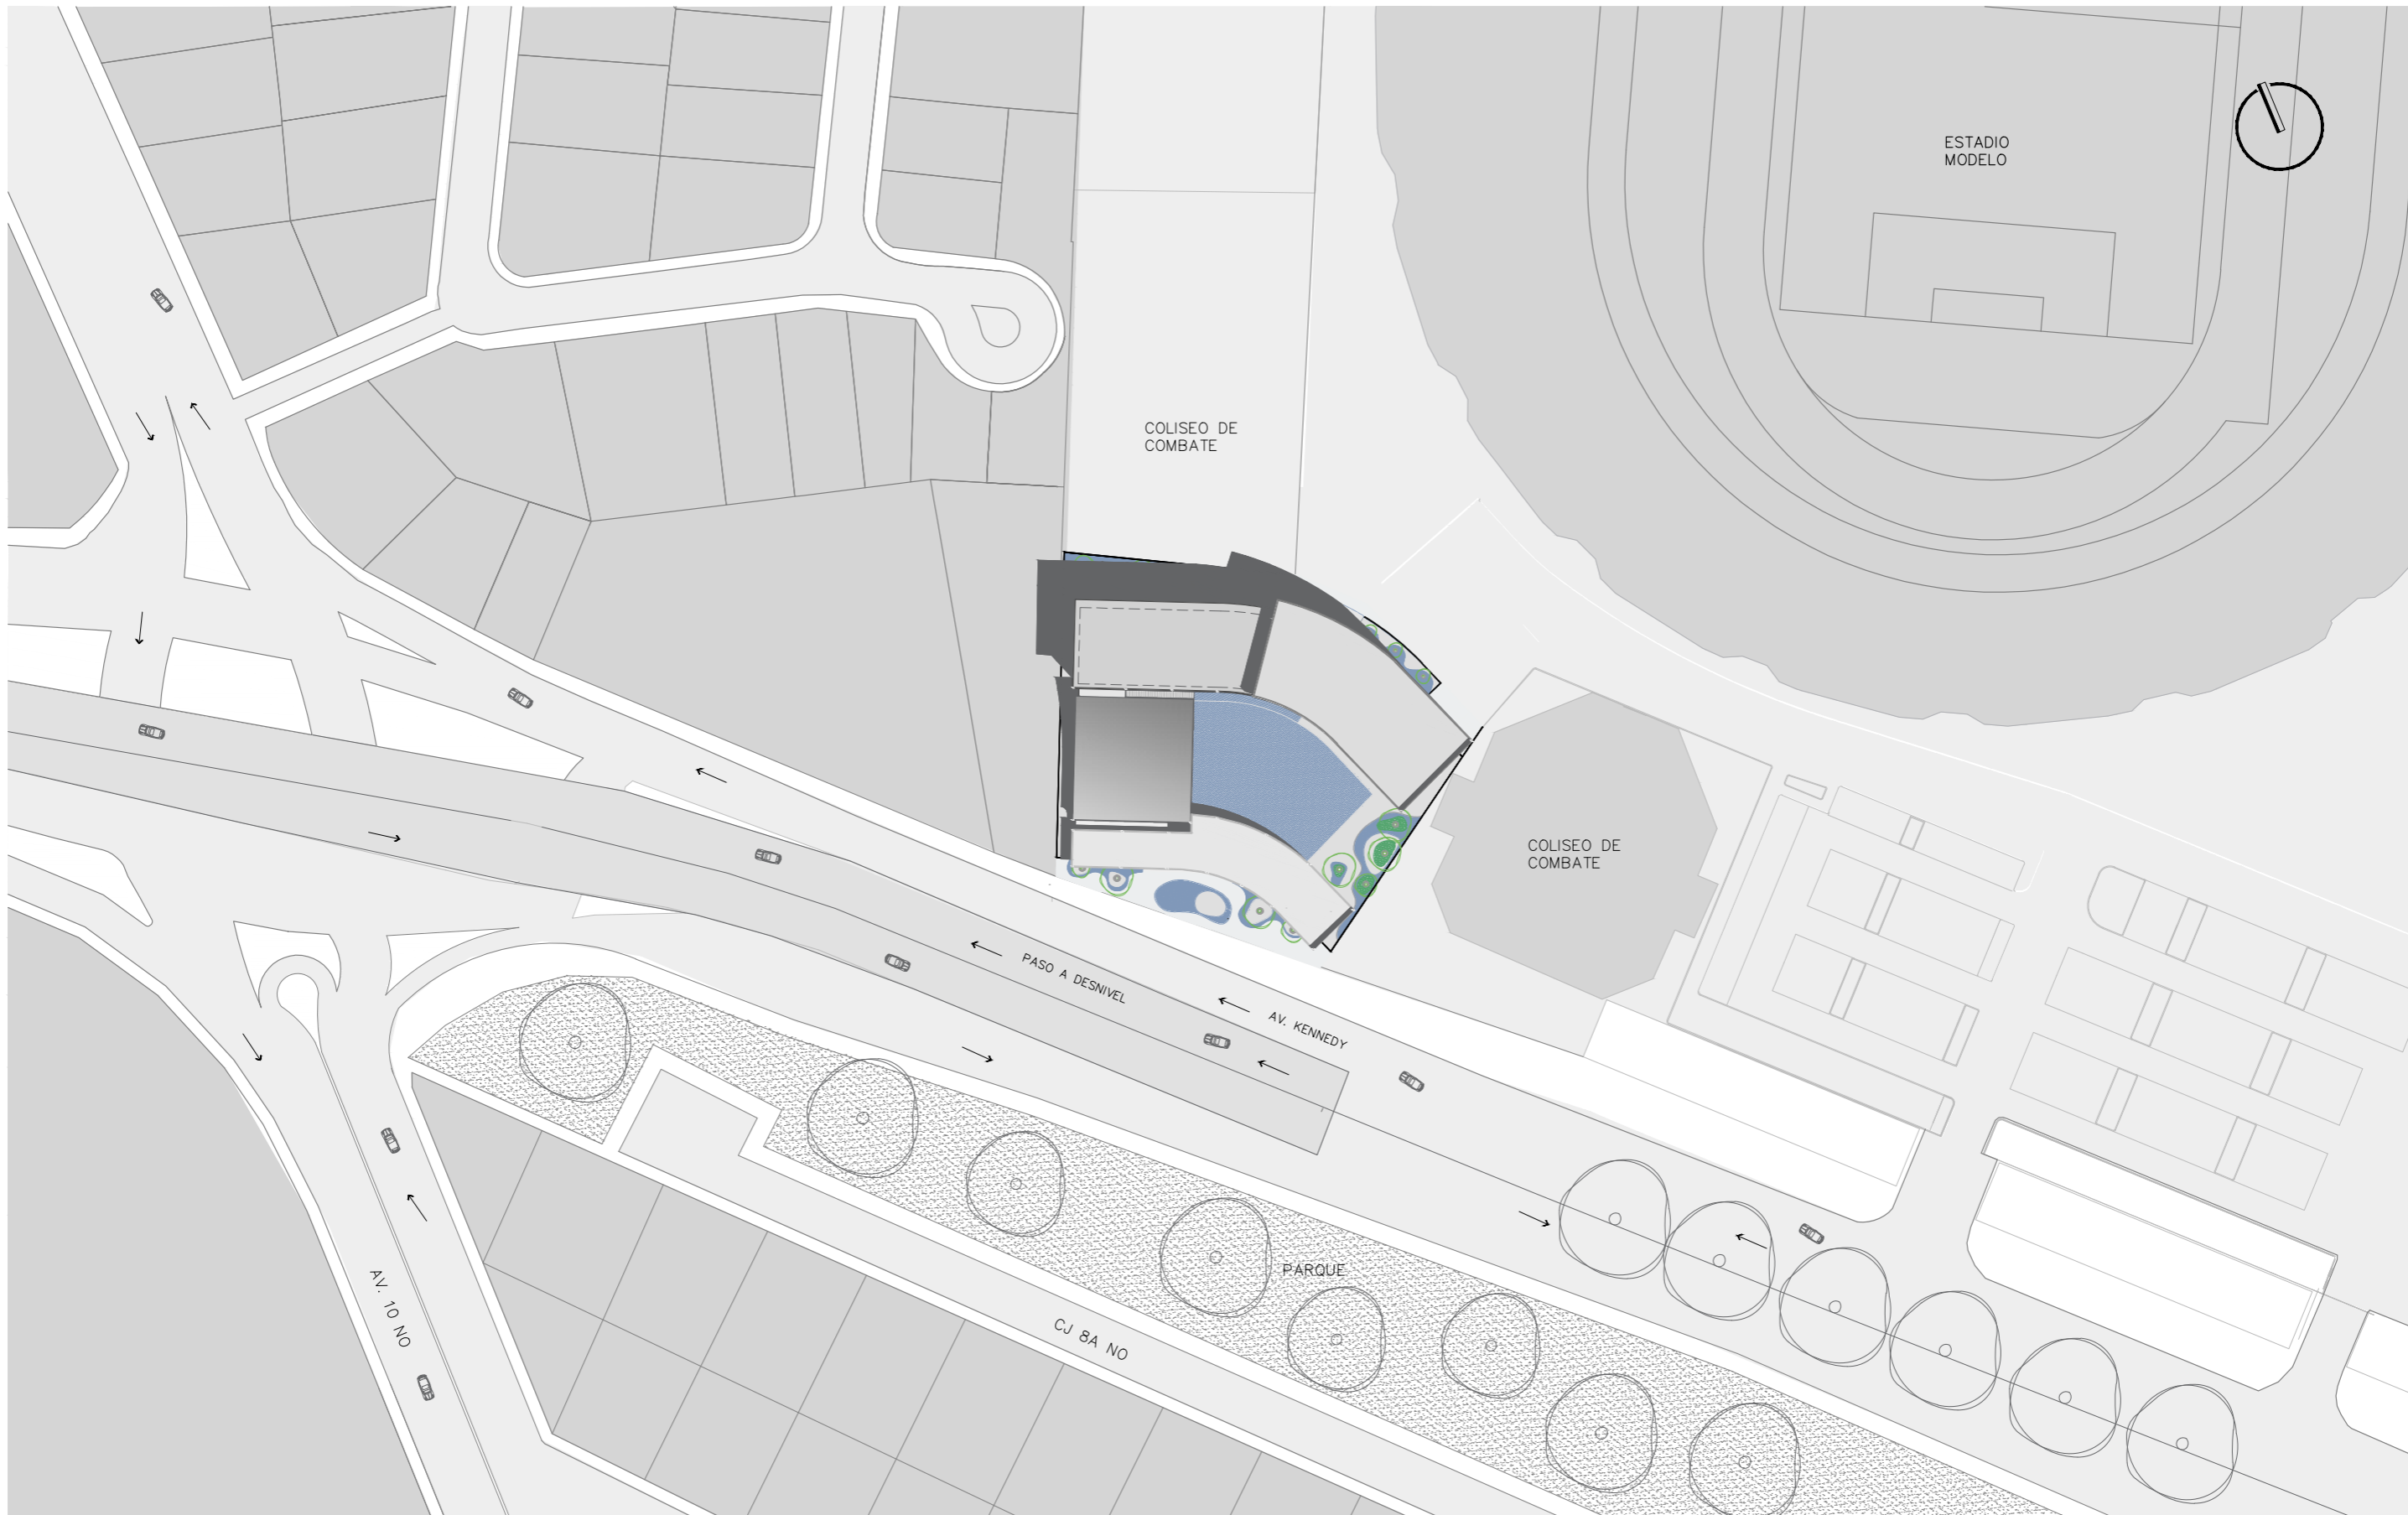 ESTADIO
MODELO
COLISEO DE
COMBATE
COLISEO DE
COMBATE
PASO A DESNIVEL
AV. KENNEDY
PARQUE
AV. 10 NO
CJ 8A NO